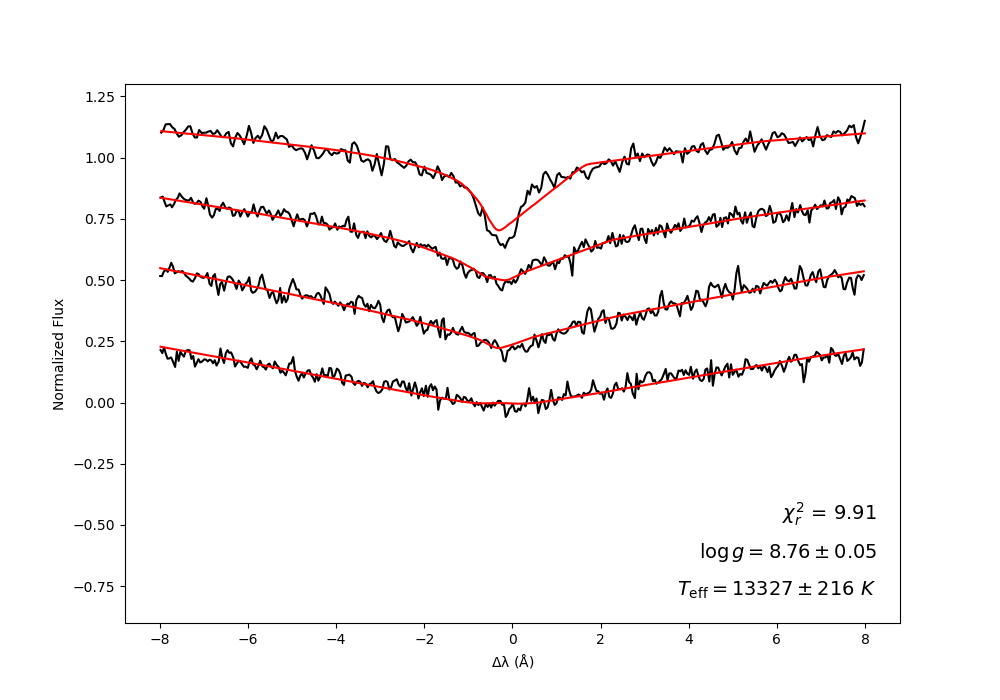 1.25
1.00
0.75
0.50
0.25
0.00
−0.25
−0.50
−0.75
Normalized Flux
χ²ᵣ = 9.91
log g = 8.76 ± 0.05
T_eff = 13327 ± 216 K
−8 −6 −4 −2 0 2 4 6 8
Δλ (Å)